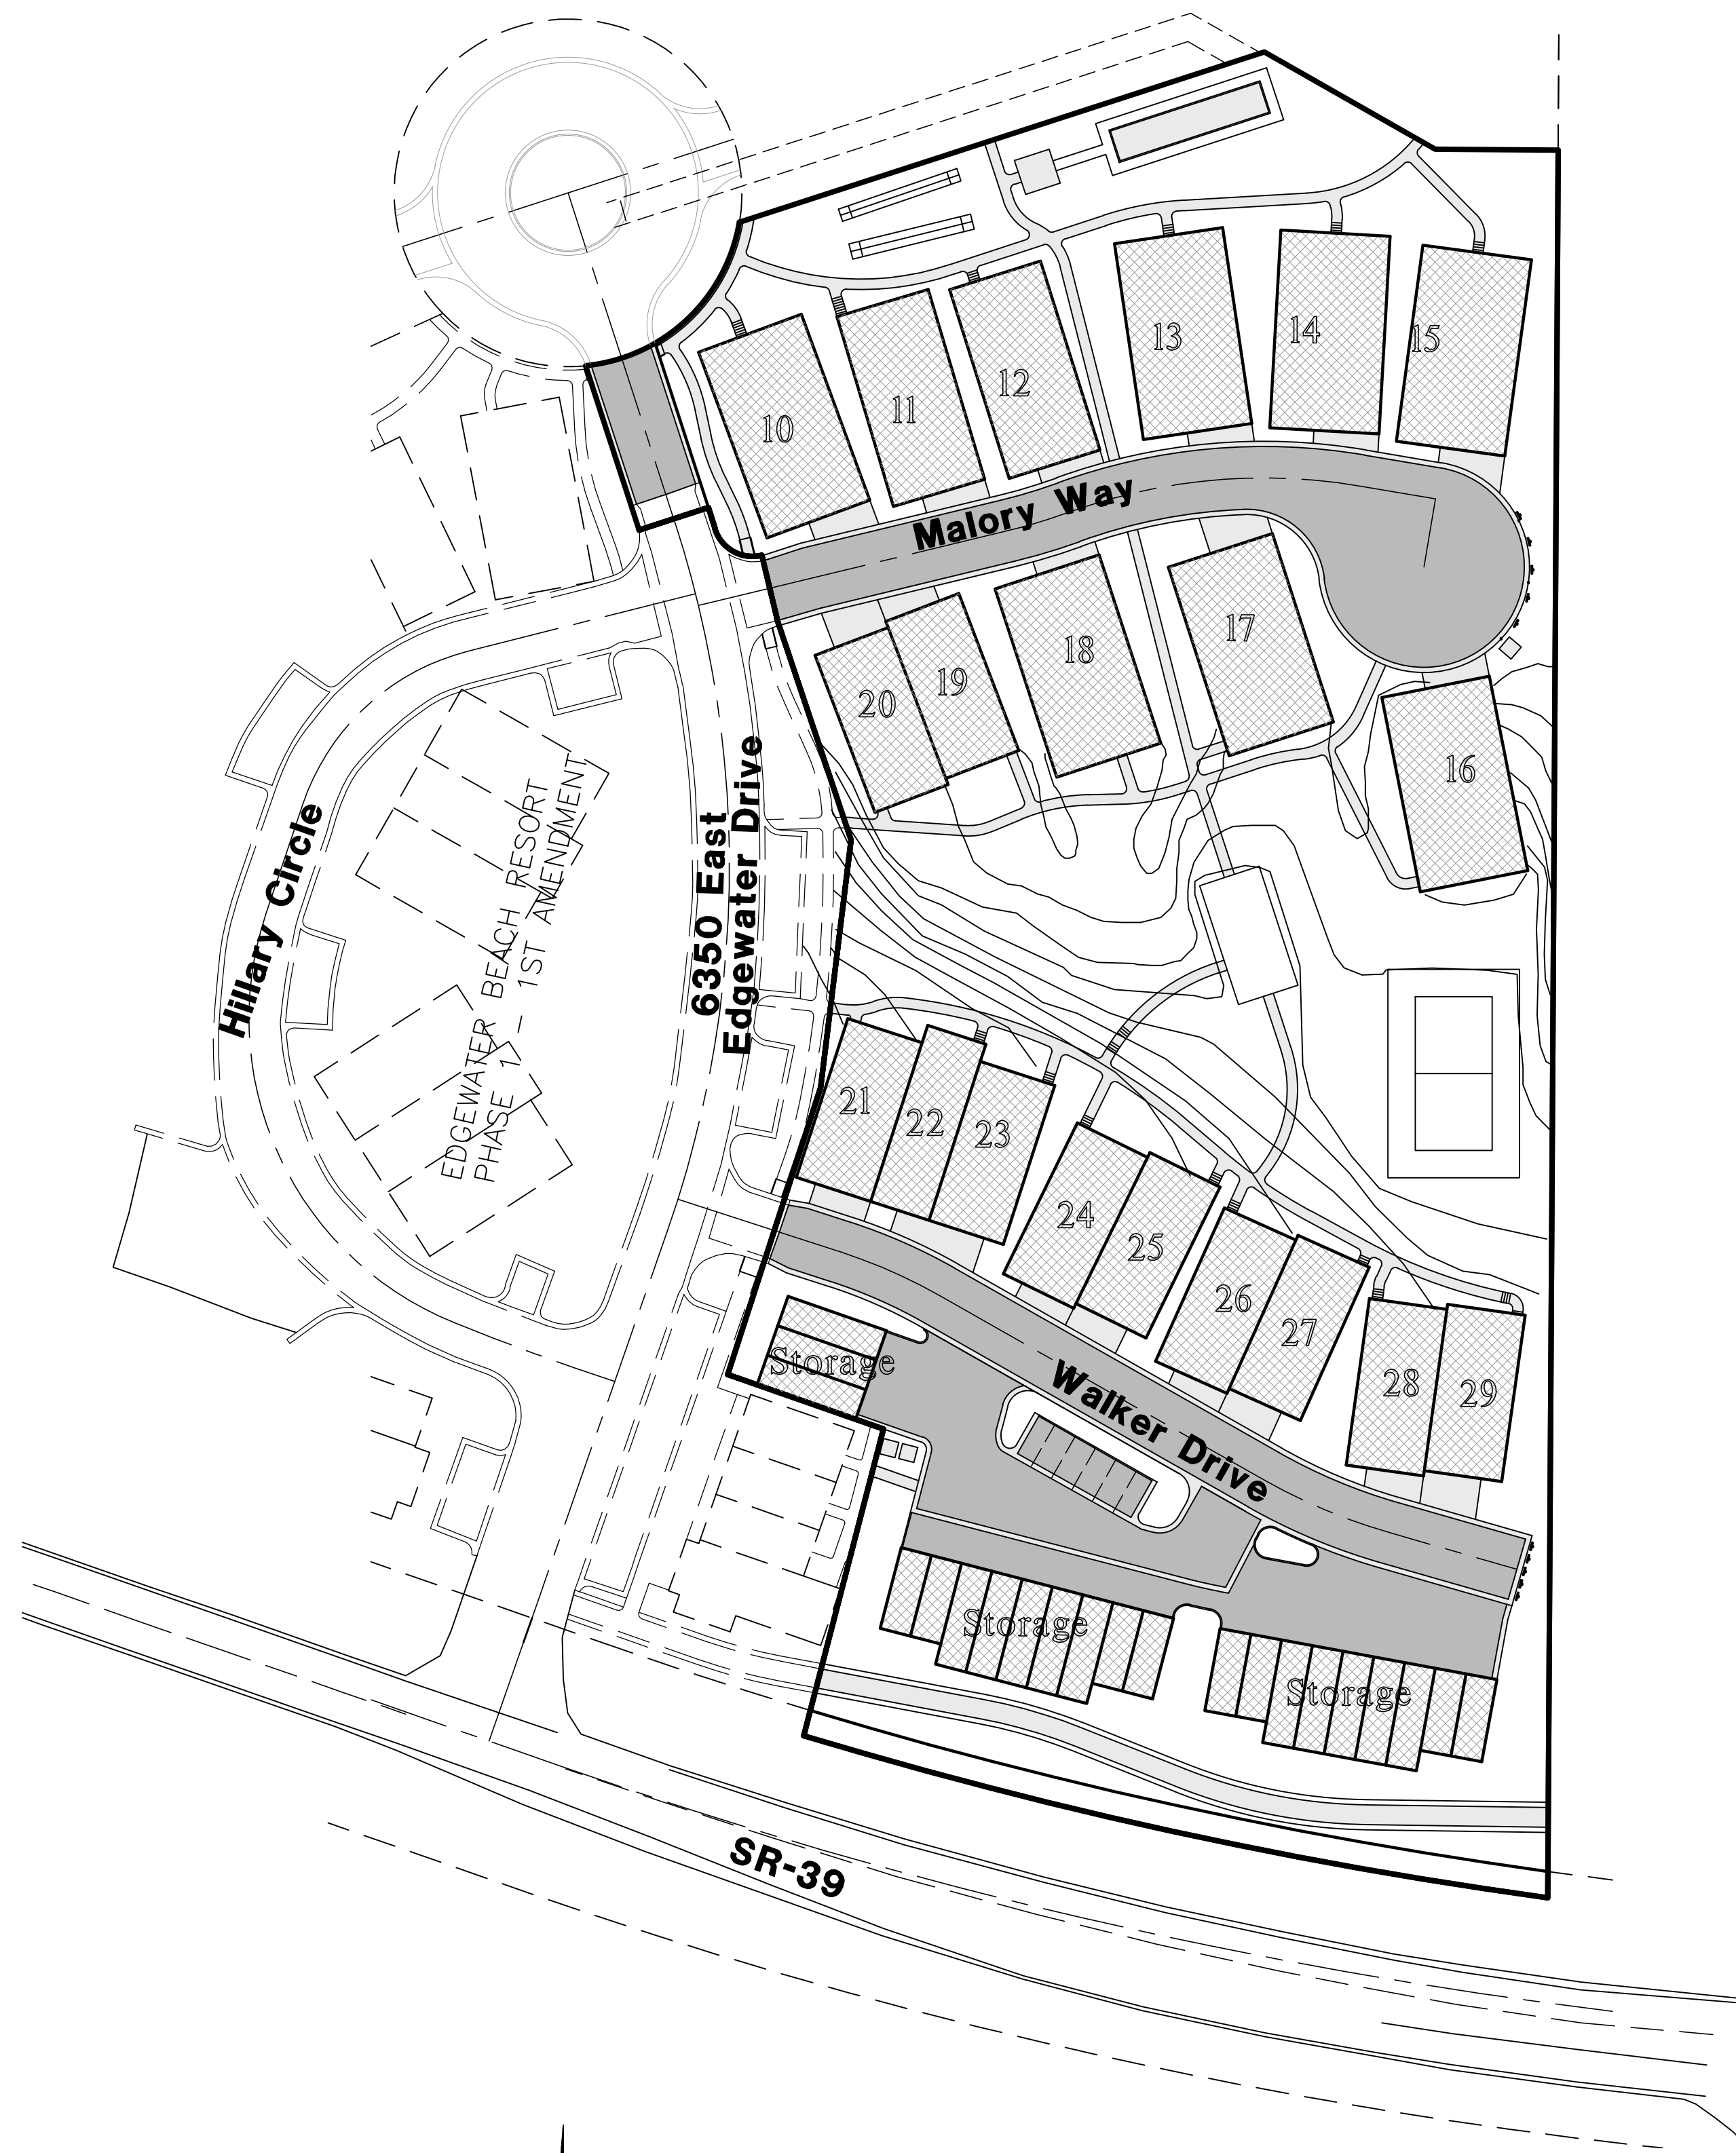 13
14
15
12
11
10
Malory Way
17
18
19
20
16
Hillary Circle
EDGEWATER BEACH RESORT
PHASE 1 - 1ST AMENDMENT
6350 East
Edgewater Drive
21
22
23
24
25
26
27
28
29
Storage
Walker Drive
Storage
Storage
SR-39